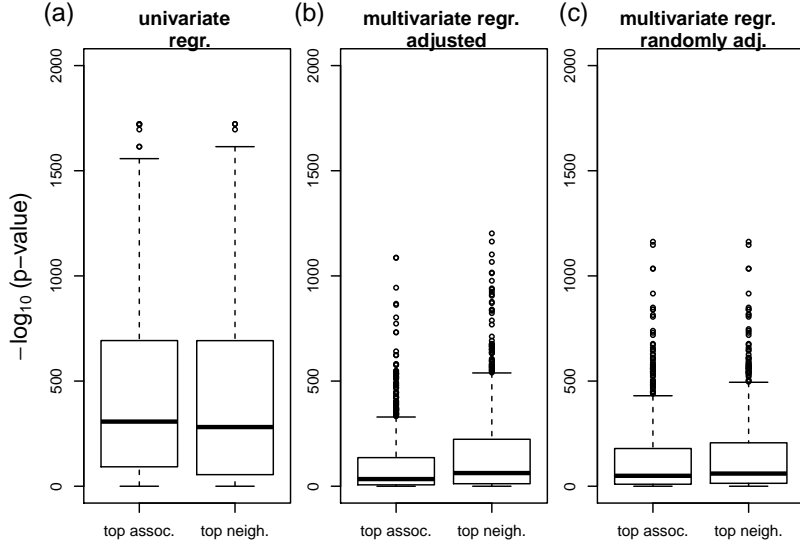 (a)
univariate
regr.
(b)
multivariate regr.
adjusted
(c)
multivariate regr.
randomly adj.
−log10 (p−value)
2000
1500
1000
500
0
top assoc.
top neigh.
2000
1500
1000
500
0
top assoc.
top neigh.
2000
1500
1000
500
0
top assoc.
top neigh.